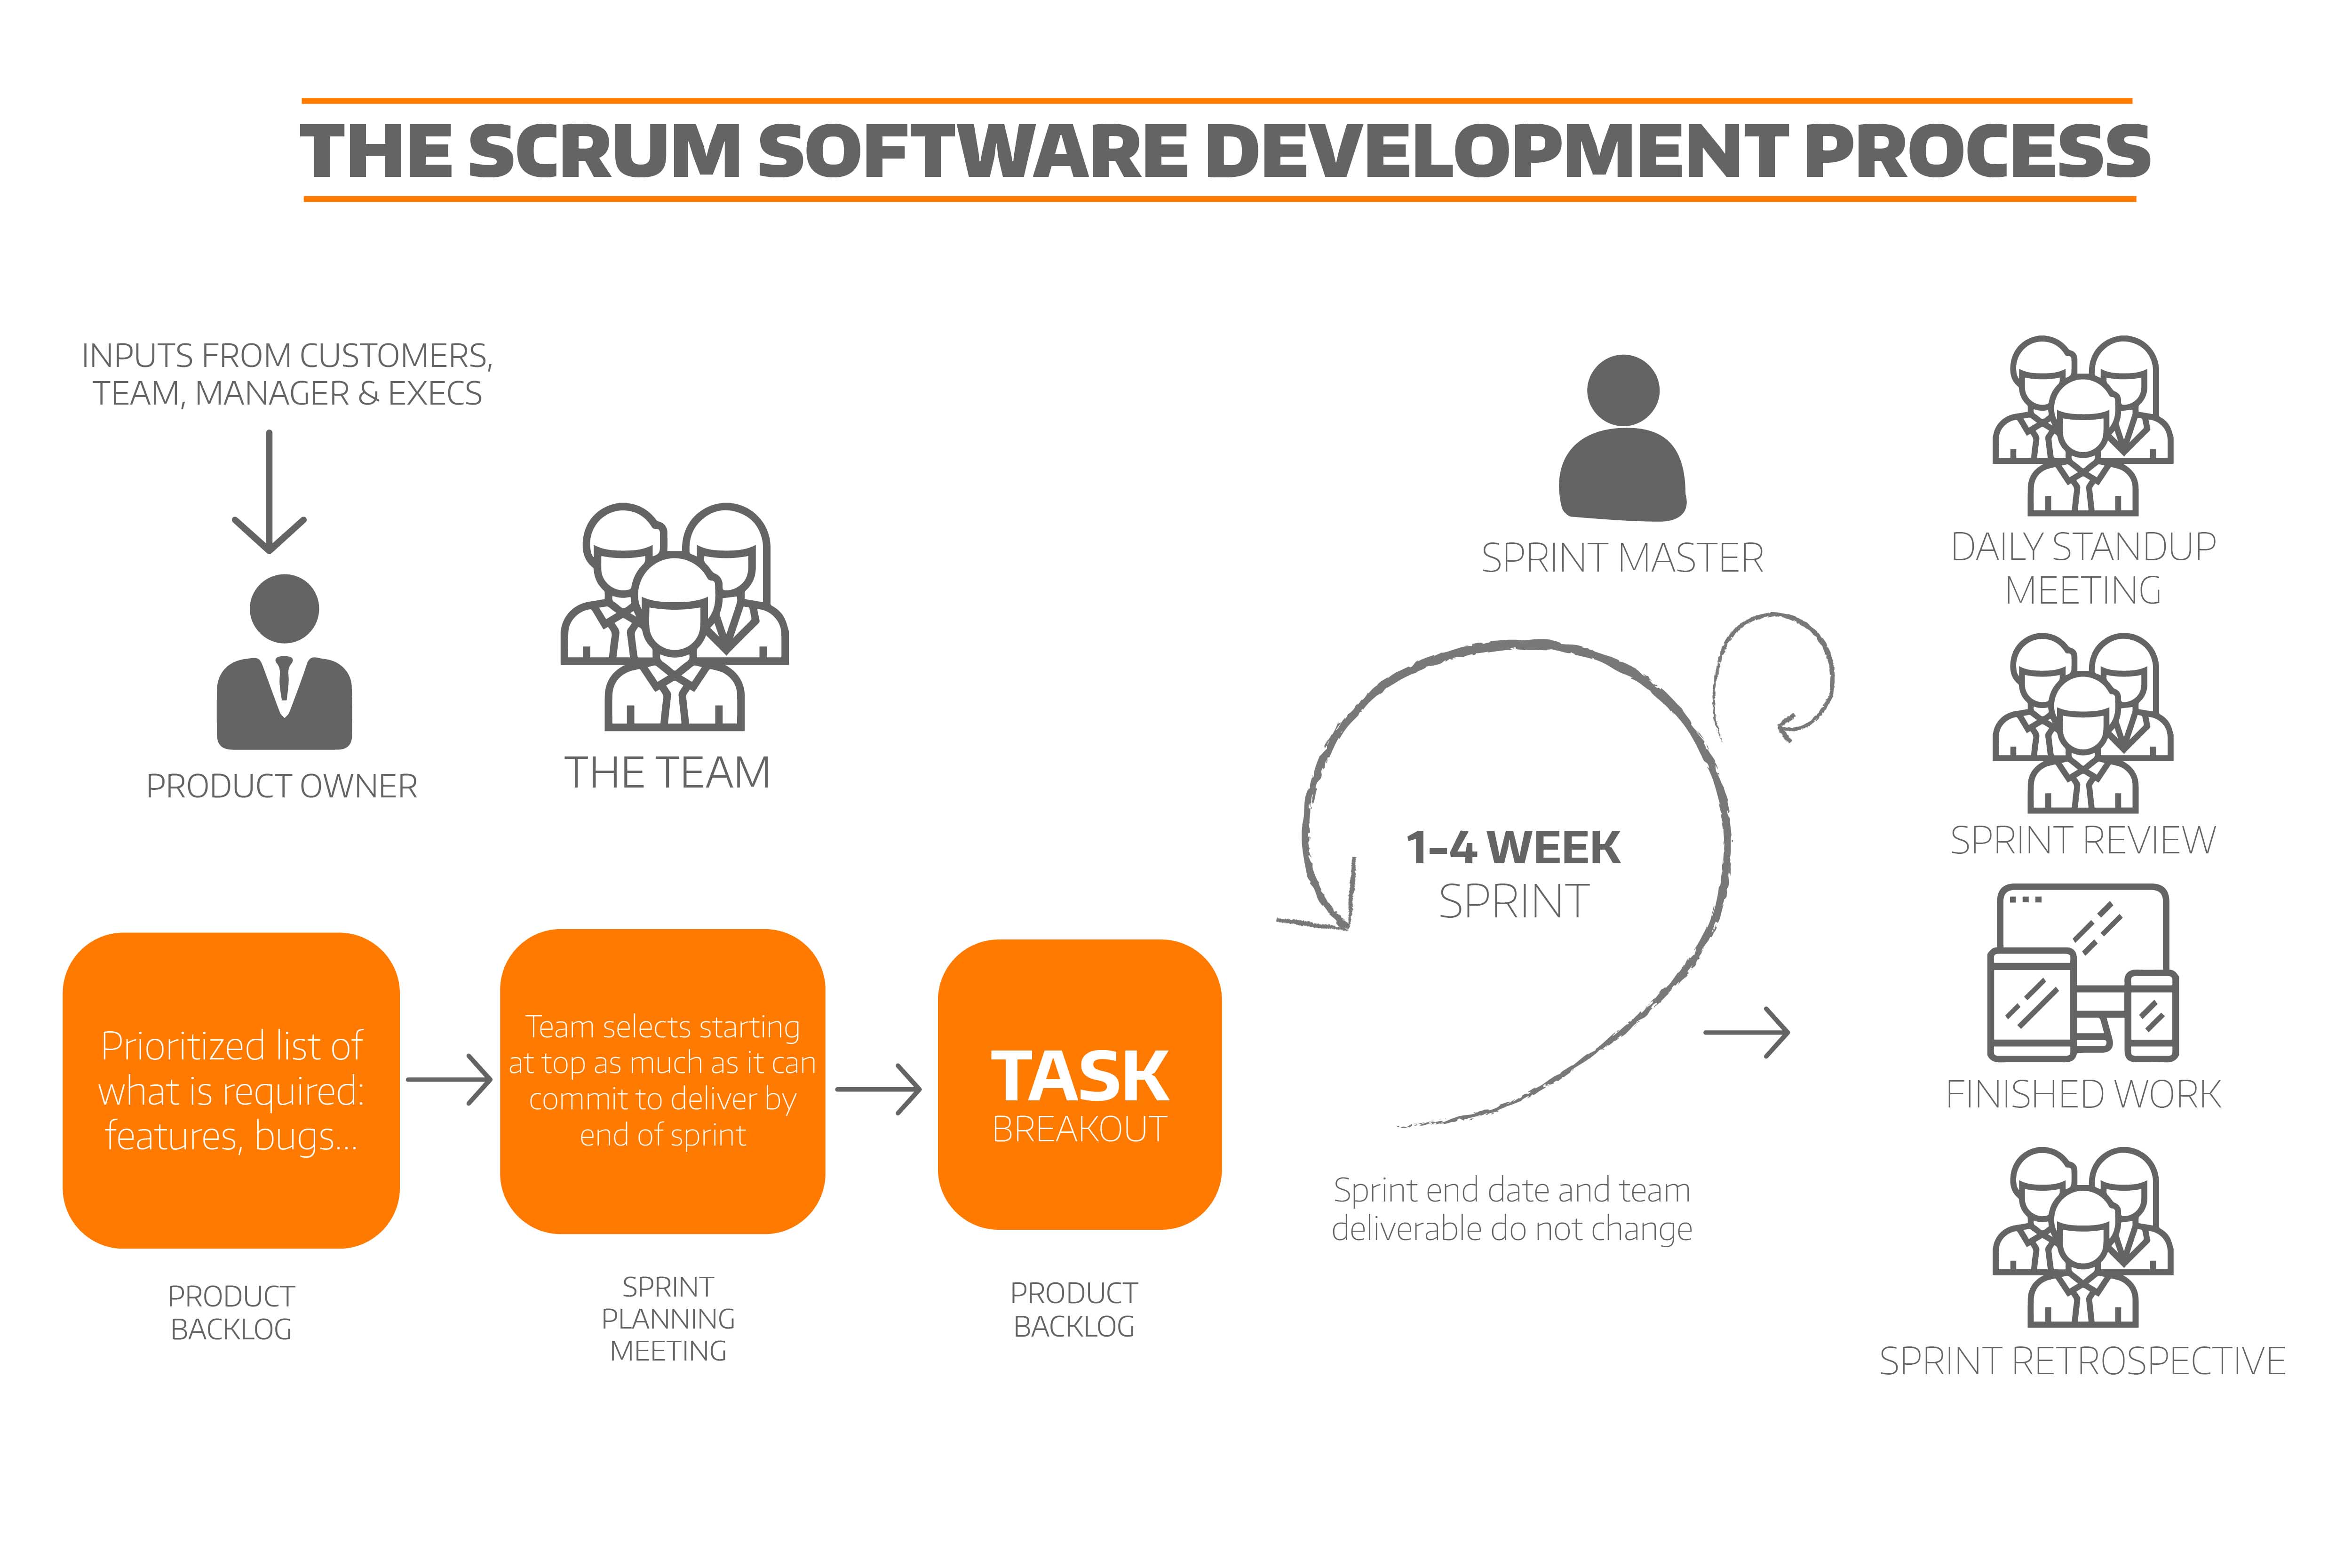 THE SCRUM SOFTWARE DEVELOPMENT PROCESS
INPUTS FROM CUSTOMERS,
TEAM, MANAGER & EXECS
PRODUCT OWNER
THE TEAM
Prioritized list of
what is required:
features, bugs...
PRODUCT
BACKLOG
Team selects starting
at top as much as it can
commit to deliver by
end of sprint
SPRINT
PLANNING
MEETING
TASK
BREAKOUT
PRODUCT
BACKLOG
SPRINT MASTER
1-4 WEEK
SPRINT
Sprint end date and team
deliverable do not change
DAILY STANDUP
MEETING
SPRINT REVIEW
FINISHED WORK
SPRINT RETROSPECTIVE